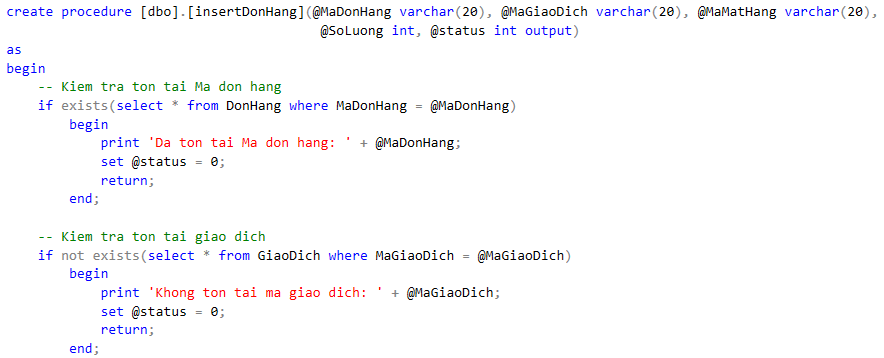 create procedure [dbo].[insertDonHang](@MaDonHang varchar(20), @MaGiaoDich varchar(20), @MaMatHang varchar(20),
@SoLuong int, @status int output)
as
begin
-- Kiem tra ton tai Ma don hang
if exists(select * from DonHang where MaDonHang = @MaDonHang)
begin
print 'Da ton tai Ma don hang: ' + @MaDonHang;
set @status = 0;
return;
end;
-- Kiem tra ton tai giao dich
if not exists(select * from GiaoDich where MaGiaoDich = @MaGiaoDich)
begin
print 'Khong ton tai ma giao dich: ' + @MaGiaoDich;
set @status = 0;
return;
end;